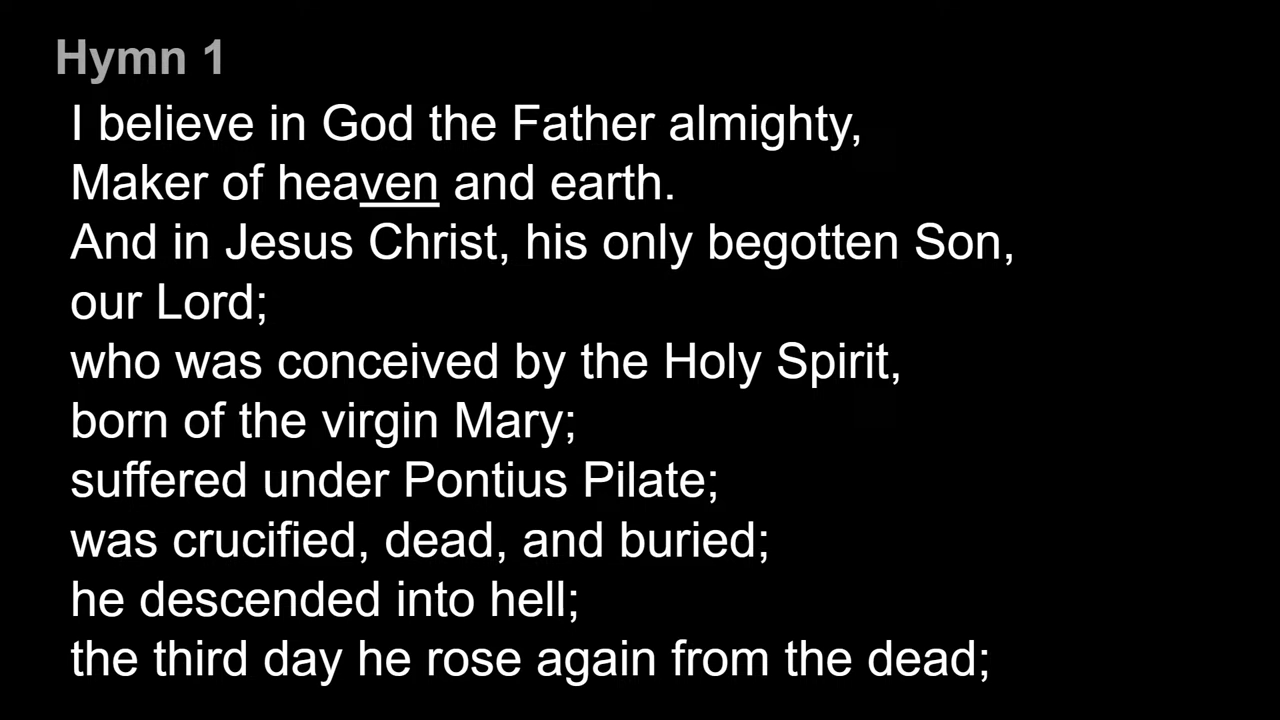 Hymn 1
I believe in God the Father almighty,
Maker of heaven and earth.
And in Jesus Christ, his only begotten Son,
our Lord;
who was conceived by the Holy Spirit,
born of the virgin Mary;
suffered under Pontius Pilate;
was crucified, dead, and buried;
he descended into hell;
the third day he rose again from the dead;